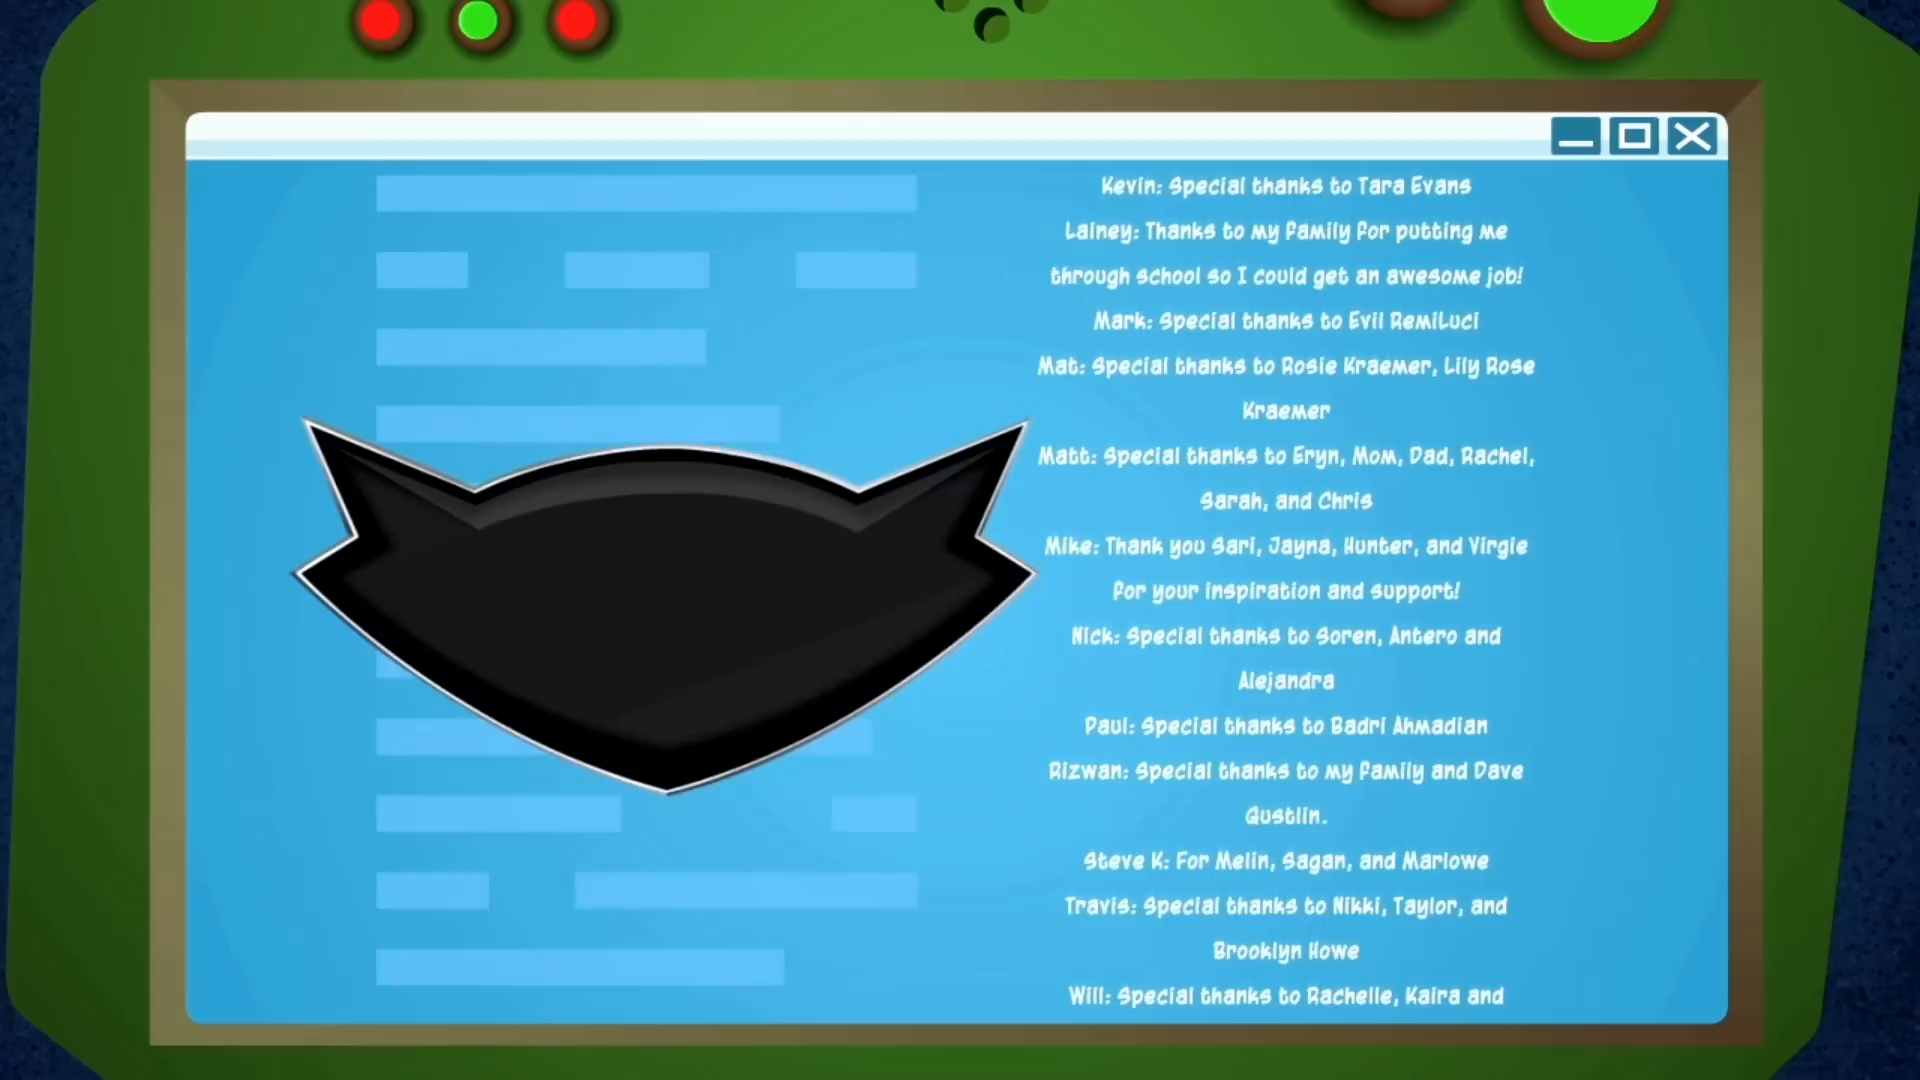 Kevin: Special thanks to Tara Evans
Lainey: Thanks to my family for putting me
through school so I could get an awesome job!
Mark: Special thanks to Evil RemiLuci
Mat: Special thanks to Rosie Kraemer, Lily Rose
Kraemer
Matt: Special thanks to Eryn, Mom, Dad, Rachel,
Sarah, and Chris
Mike: Thank you Sari, Jayna, Hunter, and Virgie
for your inspiration and support!
Nick: Special thanks to Soren, Antero and
Alejandra
Paul: Special thanks to Badri Ahmadian
Rizwan: Special thanks to my family and Dave
Gustlin.
Steve K: For Melin, Sagan, and Marlowe
Travis: Special thanks to Nikki, Taylor, and
Brooklyn Howe
Will: Special thanks to Rachelle, Kaira and